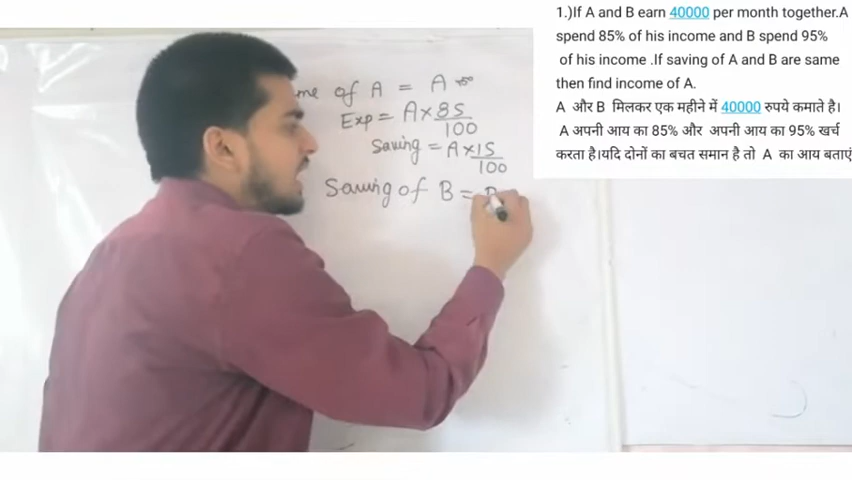 1.)If A and B earn 40000 per month together.A
spend 85% of his income and B spend 95%
of his income .If saving of A and B are same
then find income of A.
A और B मिलकर एक महीने में 40000 रुपये कमाते है।
A अपनी आय का 85% और अपनी आय का 95% खर्च
करता है।यदि दोनों का बचत समान है तो A का आय बताएं
me of A = A
Exp = A × 85
100
Saving = A × 15
100
Saving of B =